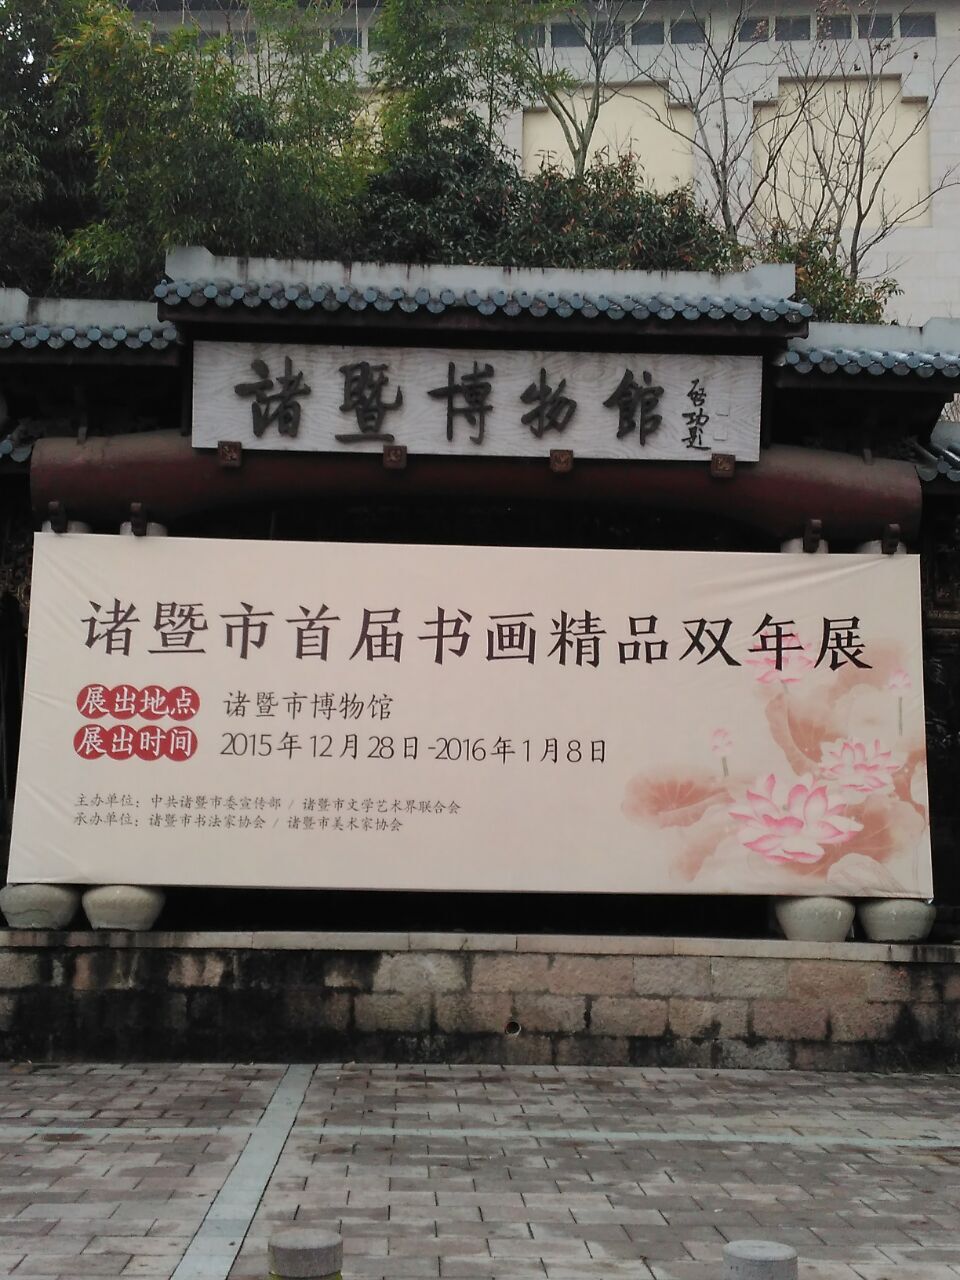 諸暨博物館 启功题
诸暨市首届书画精品双年展
展出地点 诸暨市博物馆
展出时间 2015年12月28日-2016年1月8日
主办单位：中共诸暨市委宣传部 / 诸暨市文学艺术界联合会
承办单位：诸暨市书法家协会 / 诸暨市美术家协会